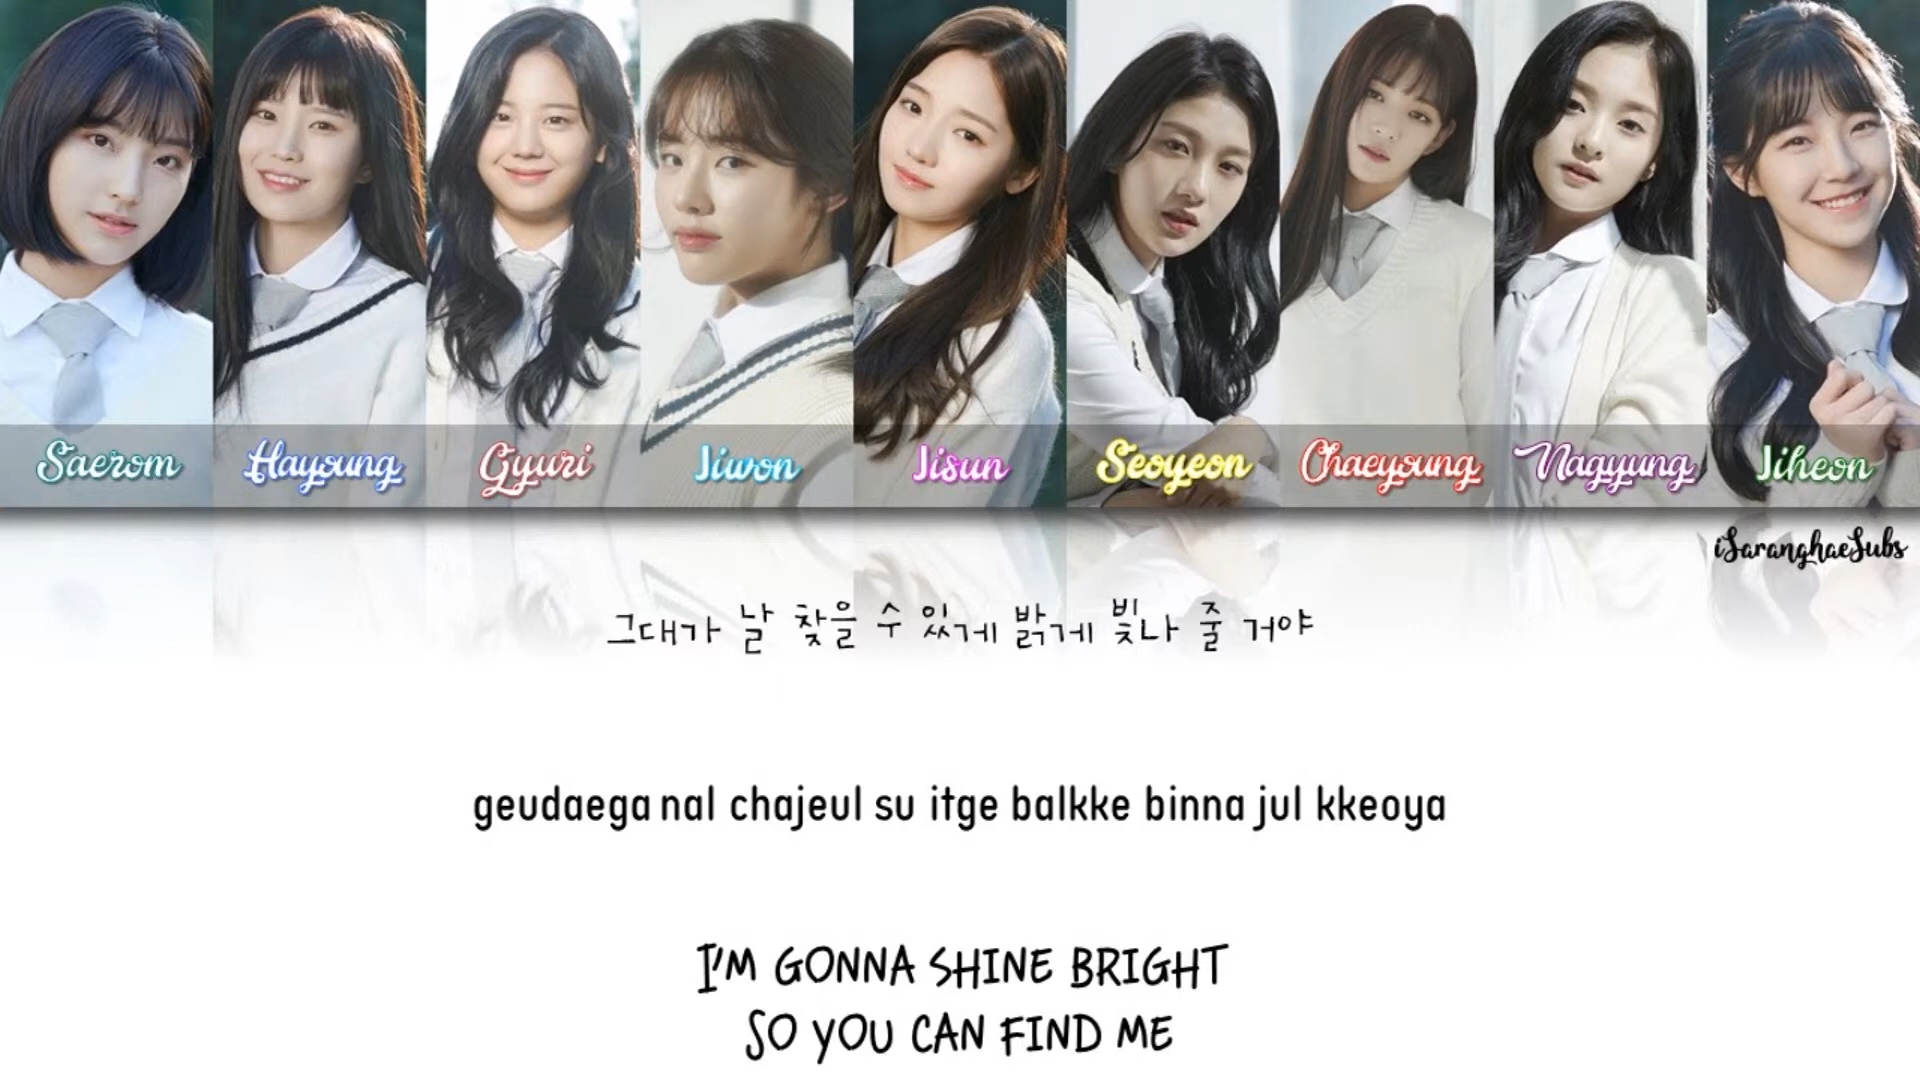 Saerom Hayoung Gyuri Jiwon Jisun Seoyeon Chaeyoung Nagyung Jiheon
iSaranghaeSubs
그대가 날 찾을 수 있게 밝게 빛나 줄 거야
geudaega nal chajeul su itge balkke binna jul kkeoya
I'M GONNA SHINE BRIGHT
SO YOU CAN FIND ME